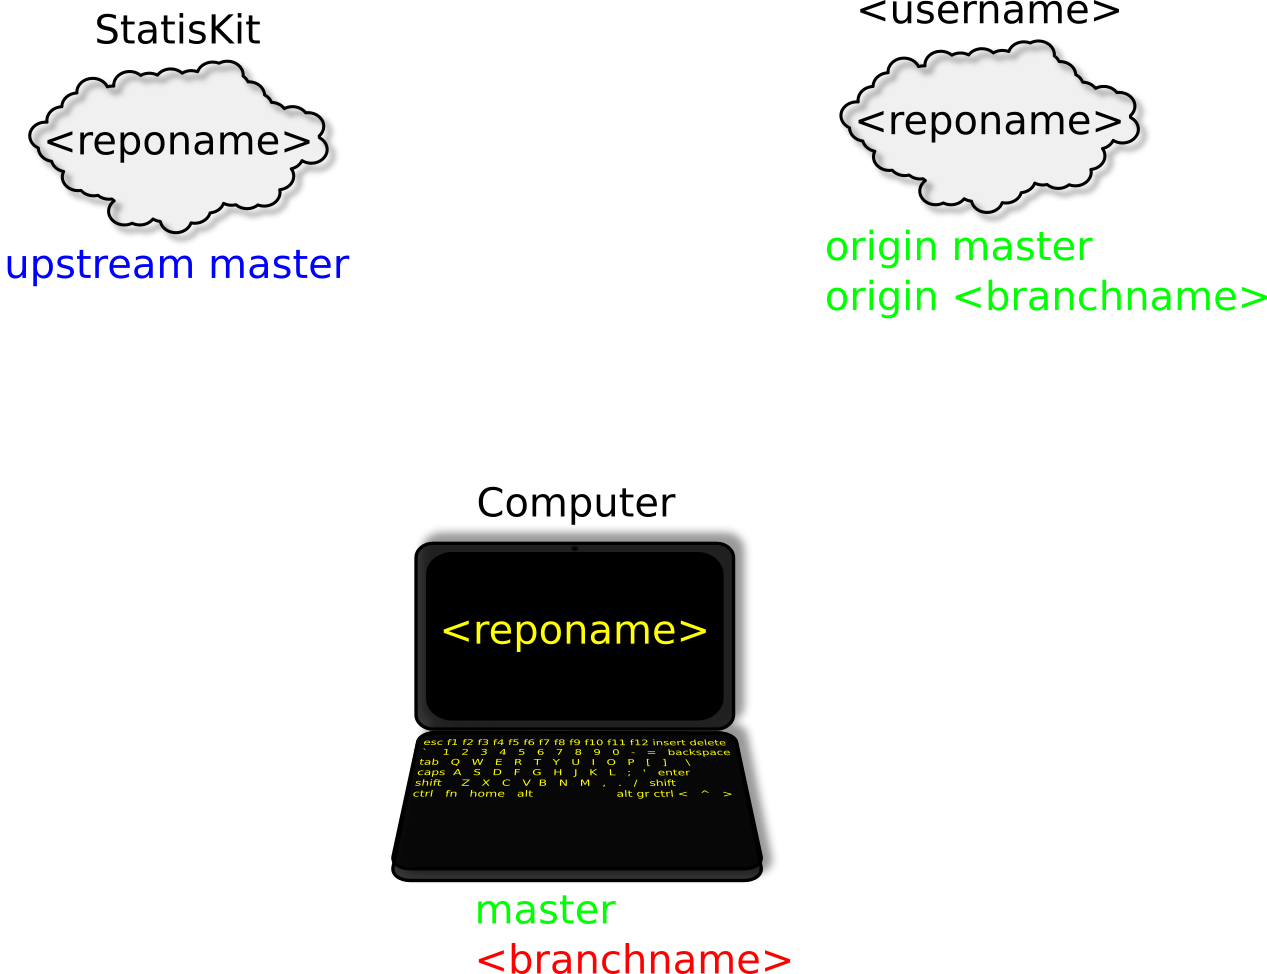 StatisKit
<username>
<reponame>
<reponame>
upstream master
origin master
origin <branchname>
Computer
<reponame>
esc f1 f2 f3 f4 f5 f6 f7 f8 f9 f10 f11 f12 insert delete
` 1 2 3 4 5 6 7 8 9 0 - = backspace
tab Q W E R T Y U I O P [ ] \
caps A S D F G H J K L ; ' enter
shift Z X C V B N M , . / shift
ctrl fn home alt alt gr ctrl < ^ >
master
<branchname>